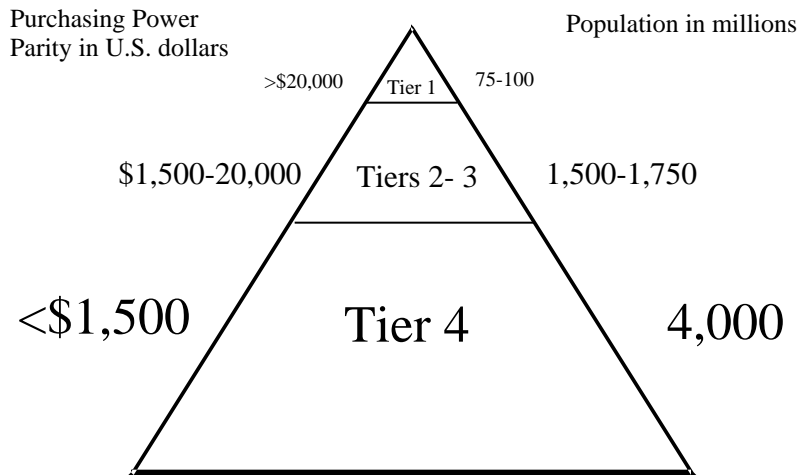 Purchasing Power
Parity in U.S. dollars
Population in millions
>$20,000
Tier 1
75-100
$1,500-20,000
Tiers 2- 3
1,500-1,750
<$1,500
Tier 4
4,000